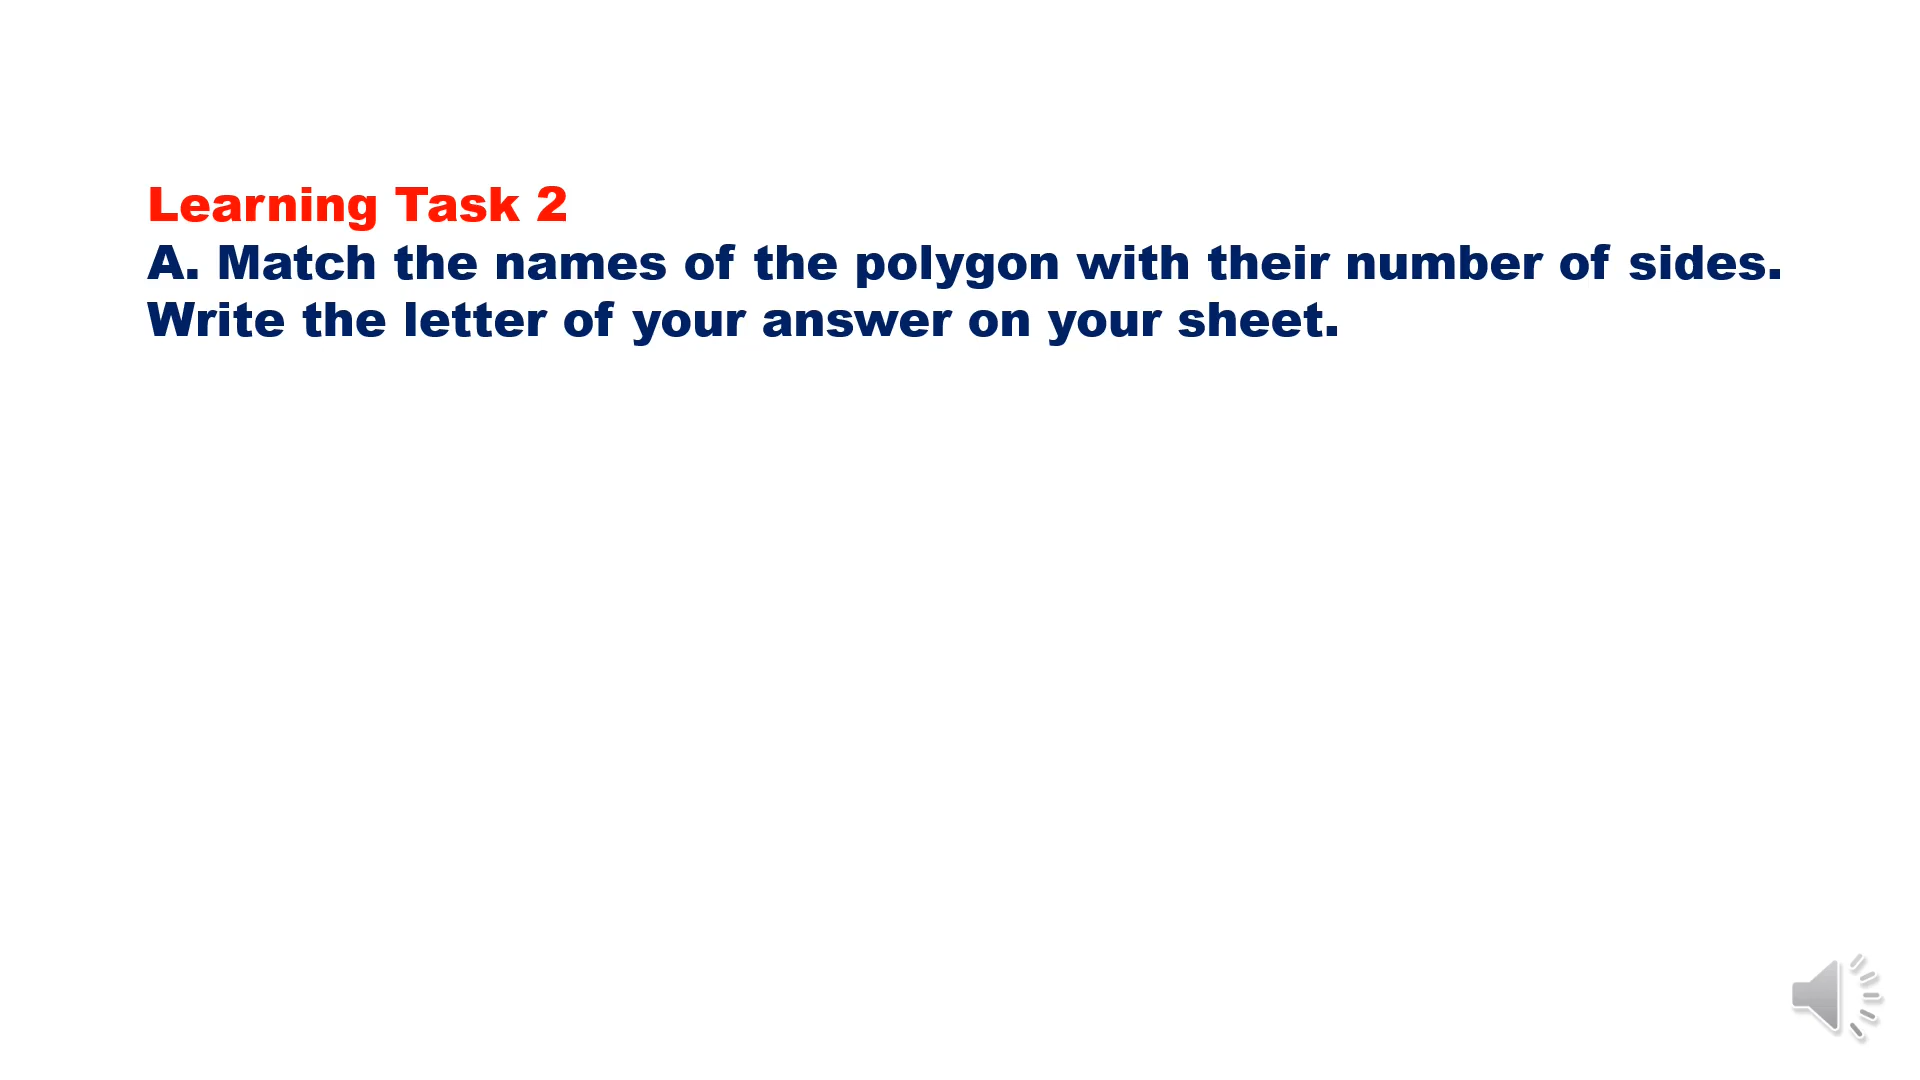 Learning Task 2
A. Match the names of the polygon with their number of sides.
Write the letter of your answer on your sheet.